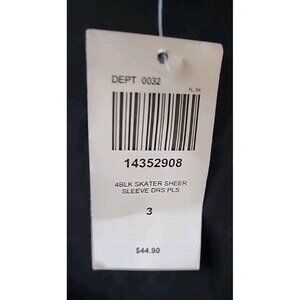 DEPT 0032
14352908
4BLK SKATER SHEER
SLEEVE DRS PLS
3
$44.90